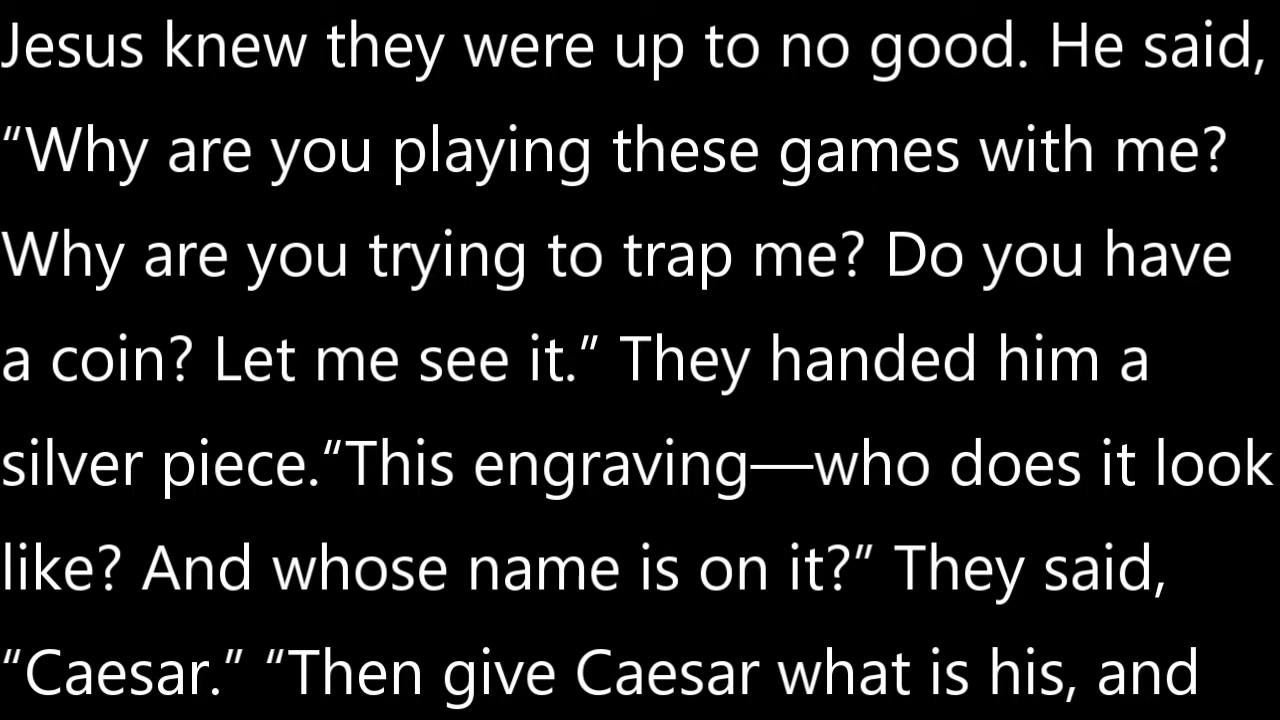 Jesus knew they were up to no good. He said,
“Why are you playing these games with me?
Why are you trying to trap me? Do you have
a coin? Let me see it.” They handed him a
silver piece.“This engraving—who does it look
like? And whose name is on it?” They said,
“Caesar.” “Then give Caesar what is his, and